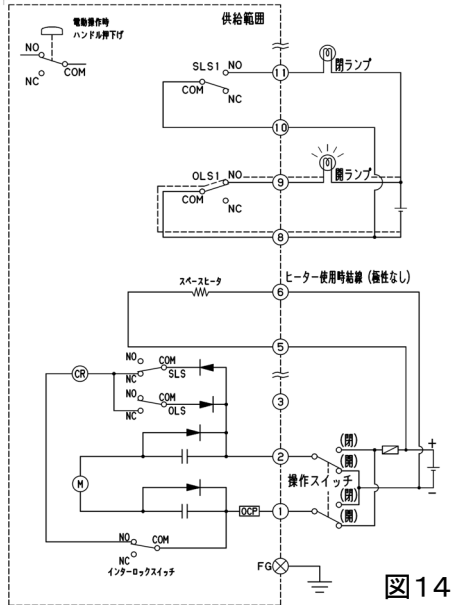 電動操作時
ハンドル押下げ
NO
COM
NC
供給範囲
SLS1
NO
COM
NC
11
閉ランプ
10
OLS1
NO
COM
NC
9
開ランプ
8
スペースヒータ
6
ヒーター使用時結線(極性なし)
5
NO
COM
NC
SLS
CR
NO
COM
NC
OLS
3
2
(閉)
(開)
操作スイッチ
+
−
M
OCP
1
(閉)
(開)
NO
COM
NC
インターロックスイッチ
FG
図14